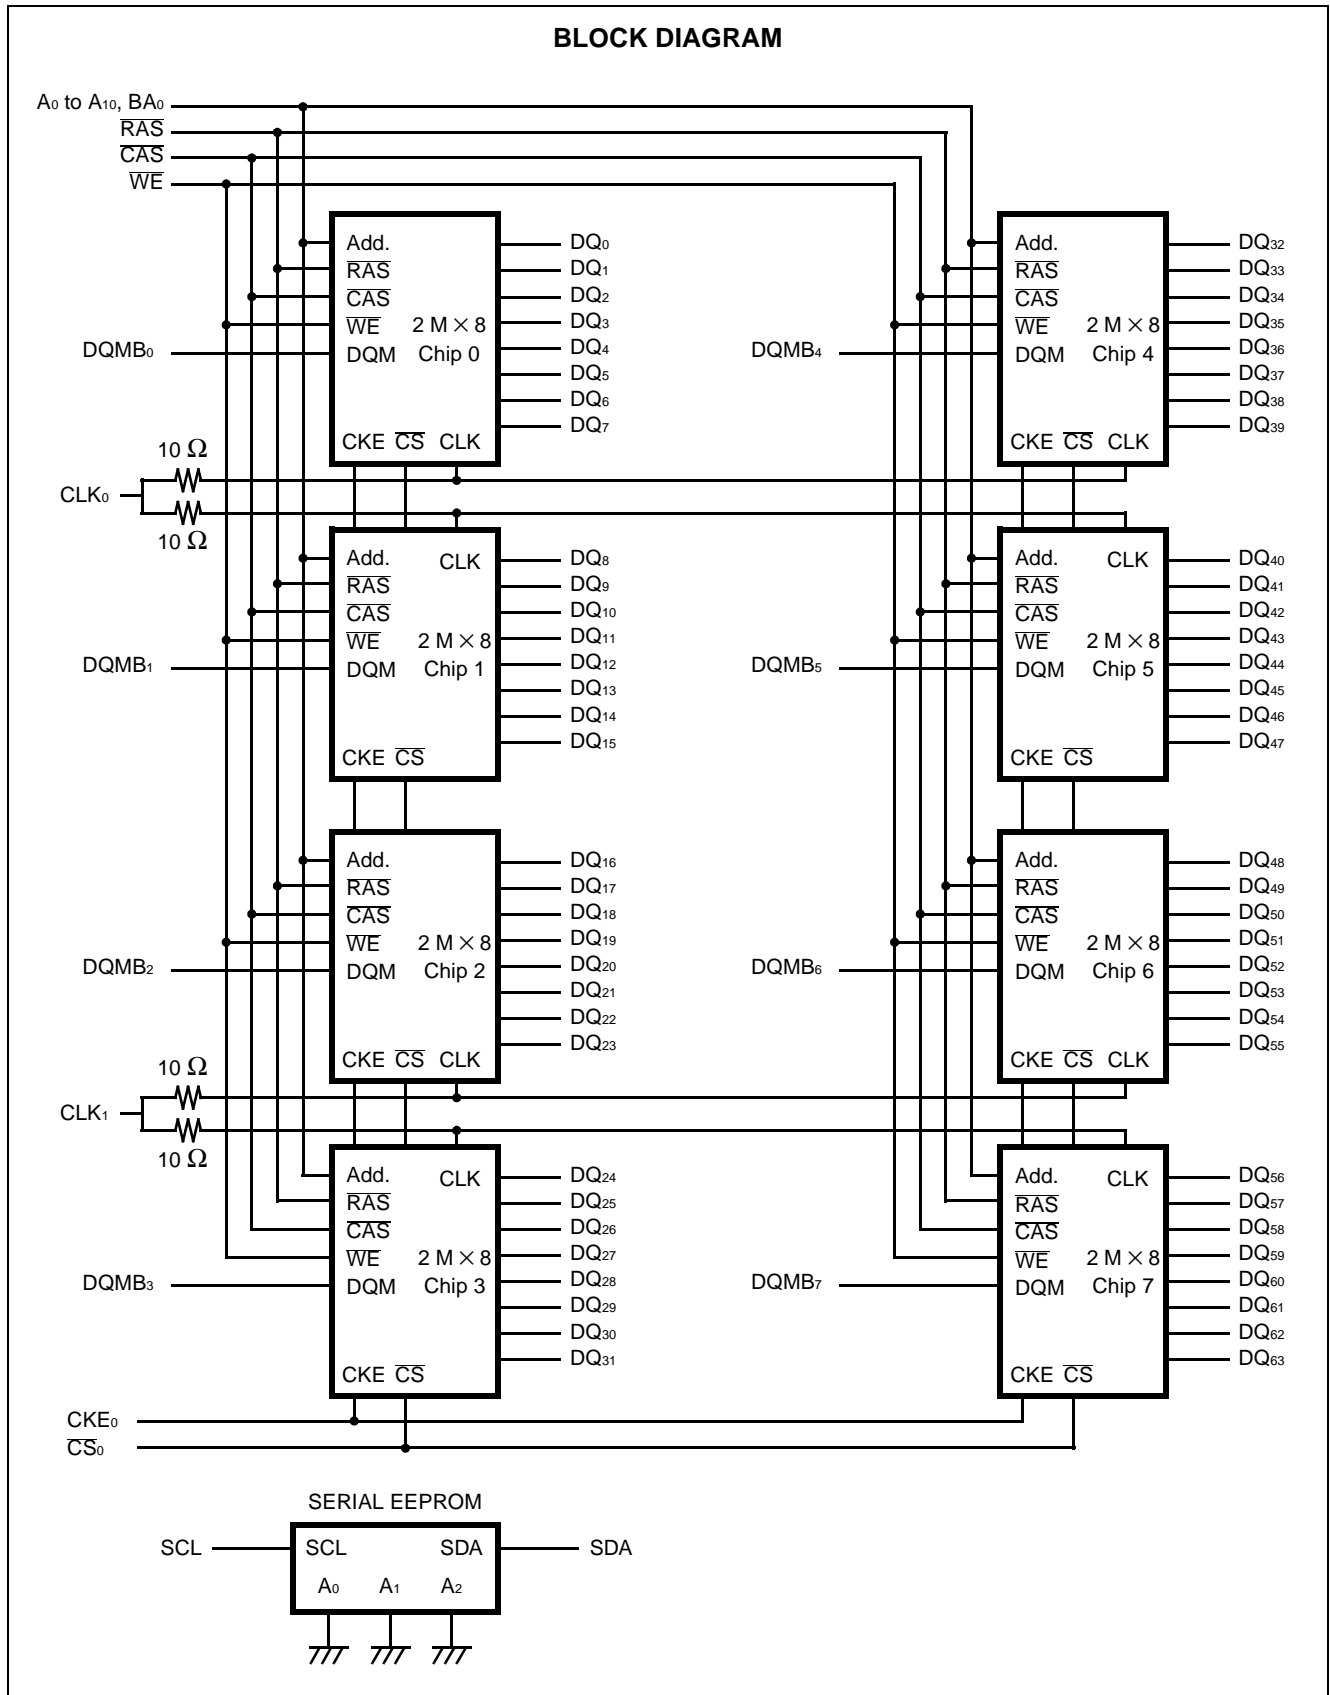 BLOCK DIAGRAM
A0 to A10, BA0
RAS
CAS
WE
Add.
RAS
CAS
WE 2 M × 8
DQM Chip 0
CKE CS CLK
DQMB0
DQ0
DQ1
DQ2
DQ3
DQ4
DQ5
DQ6
DQ7
Add.
RAS
CAS
WE 2 M × 8
DQM Chip 4
CKE CS CLK
DQMB4
DQ32
DQ33
DQ34
DQ35
DQ36
DQ37
DQ38
DQ39
10 Ω
CLK0
10 Ω
Add. CLK
RAS
CAS
WE 2 M × 8
DQM Chip 1
CKE CS
DQMB1
DQ8
DQ9
DQ10
DQ11
DQ12
DQ13
DQ14
DQ15
Add. CLK
RAS
CAS
WE 2 M × 8
DQM Chip 5
CKE CS
DQMB5
DQ40
DQ41
DQ42
DQ43
DQ44
DQ45
DQ46
DQ47
Add.
RAS
CAS
WE 2 M × 8
DQM Chip 2
CKE CS CLK
DQMB2
DQ16
DQ17
DQ18
DQ19
DQ20
DQ21
DQ22
DQ23
Add.
RAS
CAS
WE 2 M × 8
DQM Chip 6
CKE CS CLK
DQMB6
DQ48
DQ49
DQ50
DQ51
DQ52
DQ53
DQ54
DQ55
10 Ω
CLK1
10 Ω
Add. CLK
RAS
CAS
WE 2 M × 8
DQM Chip 3
CKE CS
DQMB3
DQ24
DQ25
DQ26
DQ27
DQ28
DQ29
DQ30
DQ31
Add. CLK
RAS
CAS
WE 2 M × 8
DQM Chip 7
CKE CS
DQMB7
DQ56
DQ57
DQ58
DQ59
DQ60
DQ61
DQ62
DQ63
CKE0
CS0
SERIAL EEPROM
SCL SCL SDA SDA
A0 A1 A2